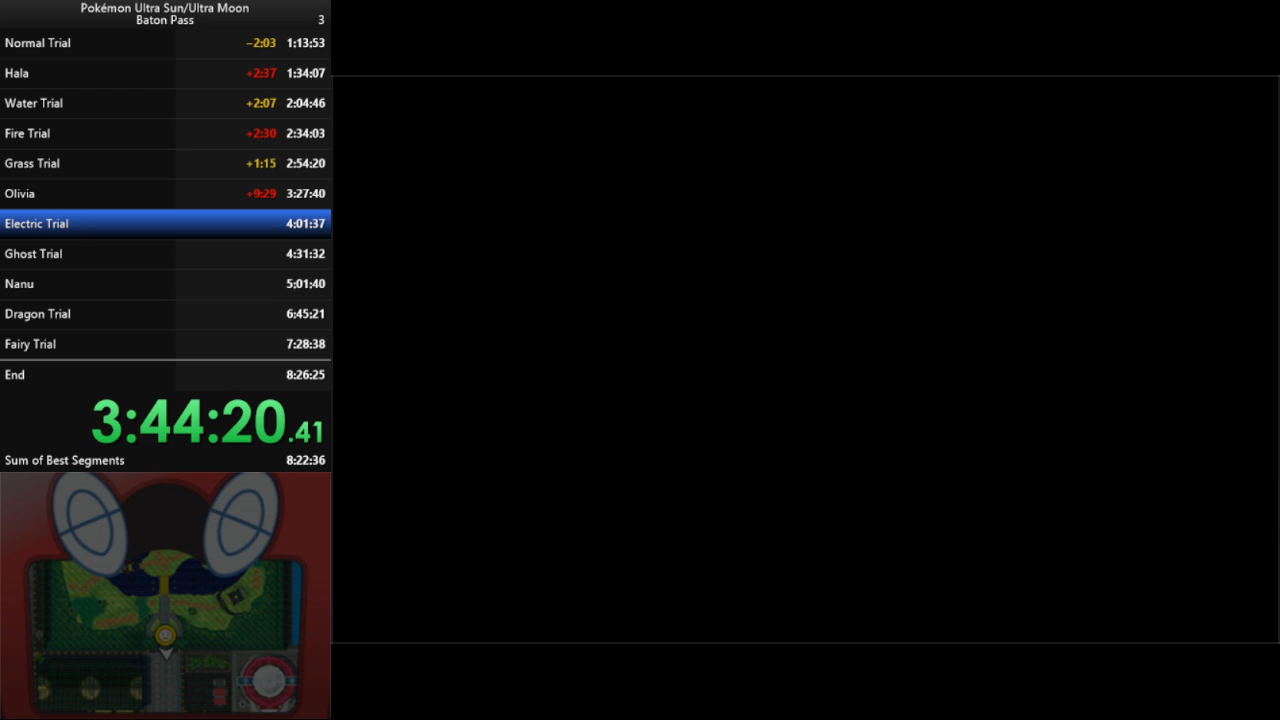 Pokémon Ultra Sun/Ultra Moon
Baton Pass 3
Normal Trial −2:03 1:13:53
Hala +2:37 1:34:07
Water Trial +2:07 2:04:46
Fire Trial +2:30 2:34:03
Grass Trial +1:15 2:54:20
Olivia +9:29 3:27:40
Electric Trial 4:01:37
Ghost Trial 4:31:32
Nanu 5:01:40
Dragon Trial 6:45:21
Fairy Trial 7:28:38
End 8:26:25
3:44:20.41
Sum of Best Segments 8:22:36